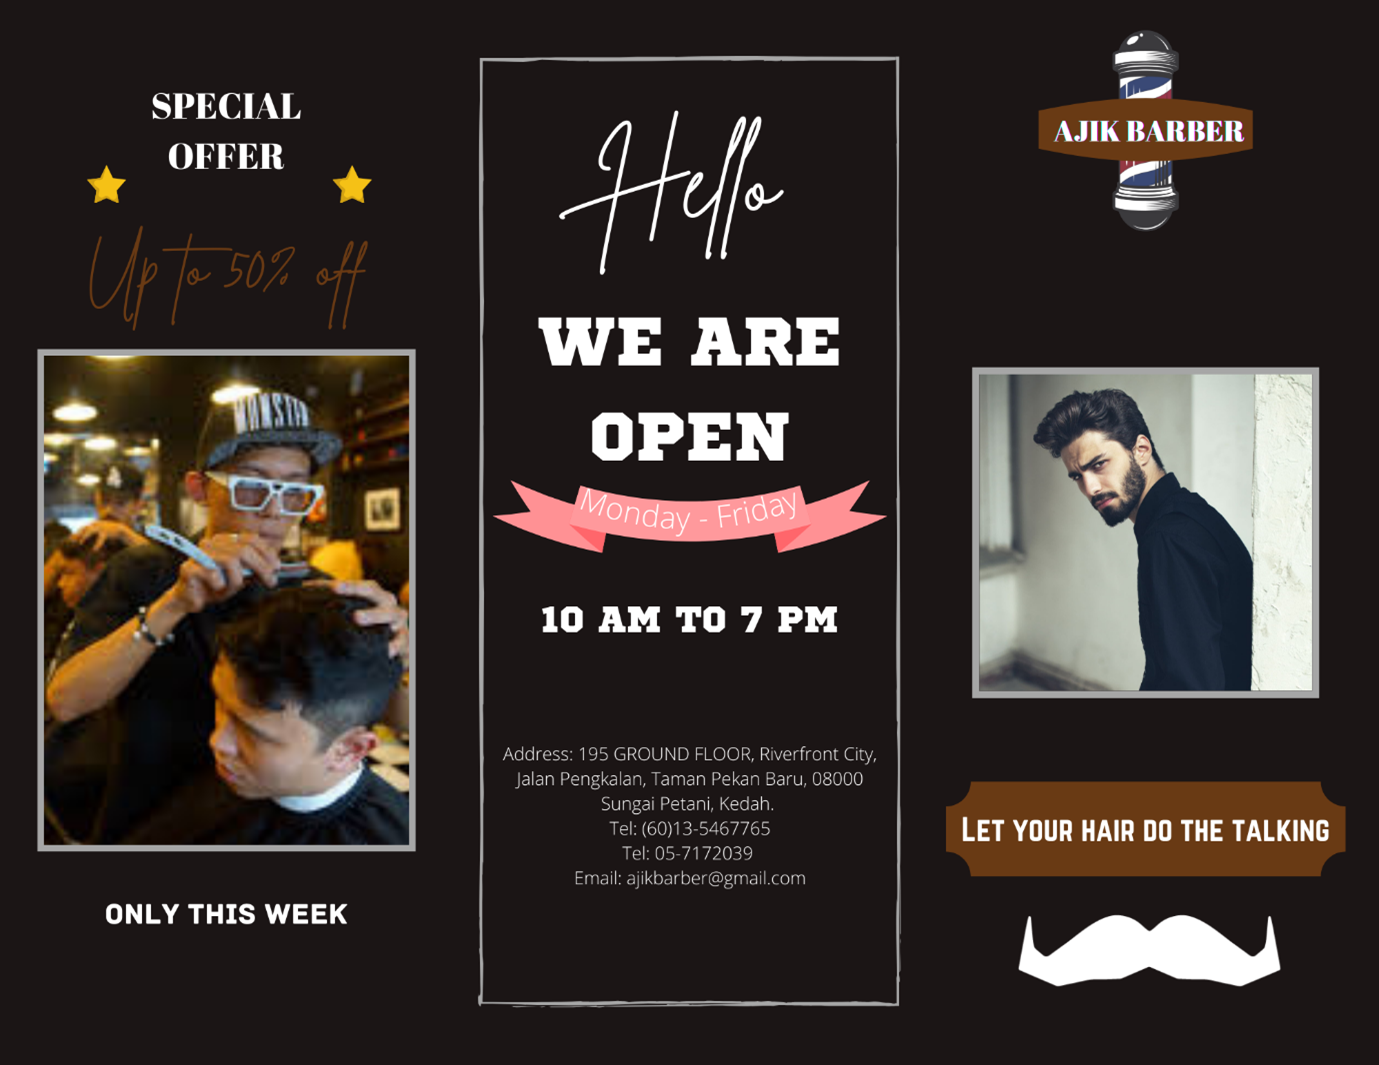 SPECIAL
OFFER
Up to 50% off
ONLY THIS WEEK
Hello
WE ARE
OPEN
Monday - Friday
10 AM TO 7 PM
Address: 195 GROUND FLOOR, Riverfront City,
Jalan Pengkalan, Taman Pekan Baru, 08000
Sungai Petani, Kedah.
Tel: (60)13-5467765
Tel: 05-7172039
Email: ajikbarber@gmail.com
AJIK BARBER
LET YOUR HAIR DO THE TALKING